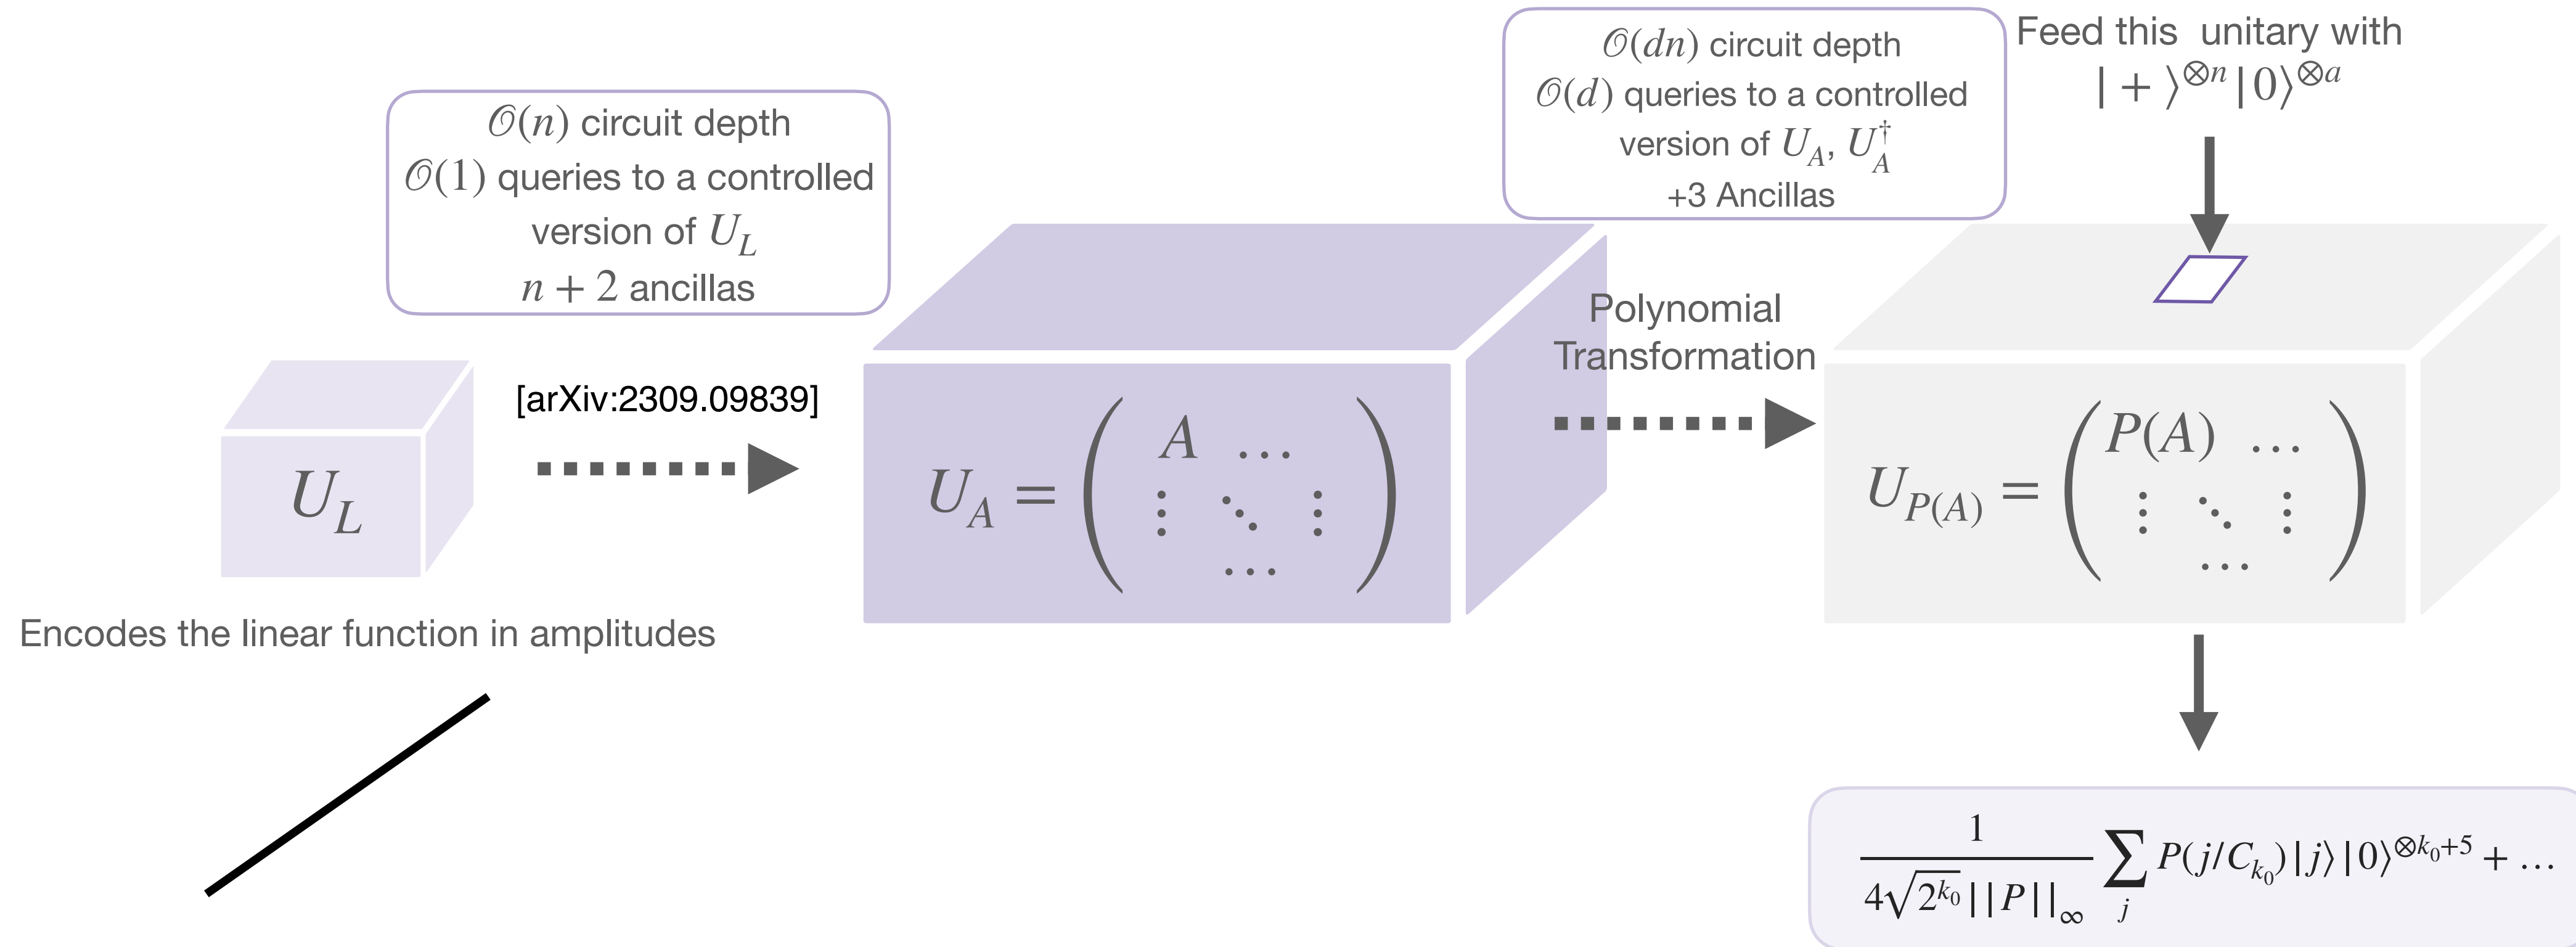 𝒪(n) circuit depth
𝒪(1) queries to a controlled
version of U_L
n + 2 ancillas
U_L
Encodes the linear function in amplitudes
[arXiv:2309.09839]
U_A = ( A … ⋮ ⋱ ⋮ … )
𝒪(dn) circuit depth
𝒪(d) queries to a controlled
version of U_A, U_A^†
+3 Ancillas
Polynomial
Transformation
Feed this unitary with
| + ⟩^{⊗n} | 0⟩^{⊗a}
U_{P(A)} = ( P(A) … ⋮ ⋱ ⋮ … )
1 / (4√(2^{k_0}) ||P||_∞) ∑_j P(j/C_{k_0}) | j⟩ | 0⟩^{⊗k_0+5} + …